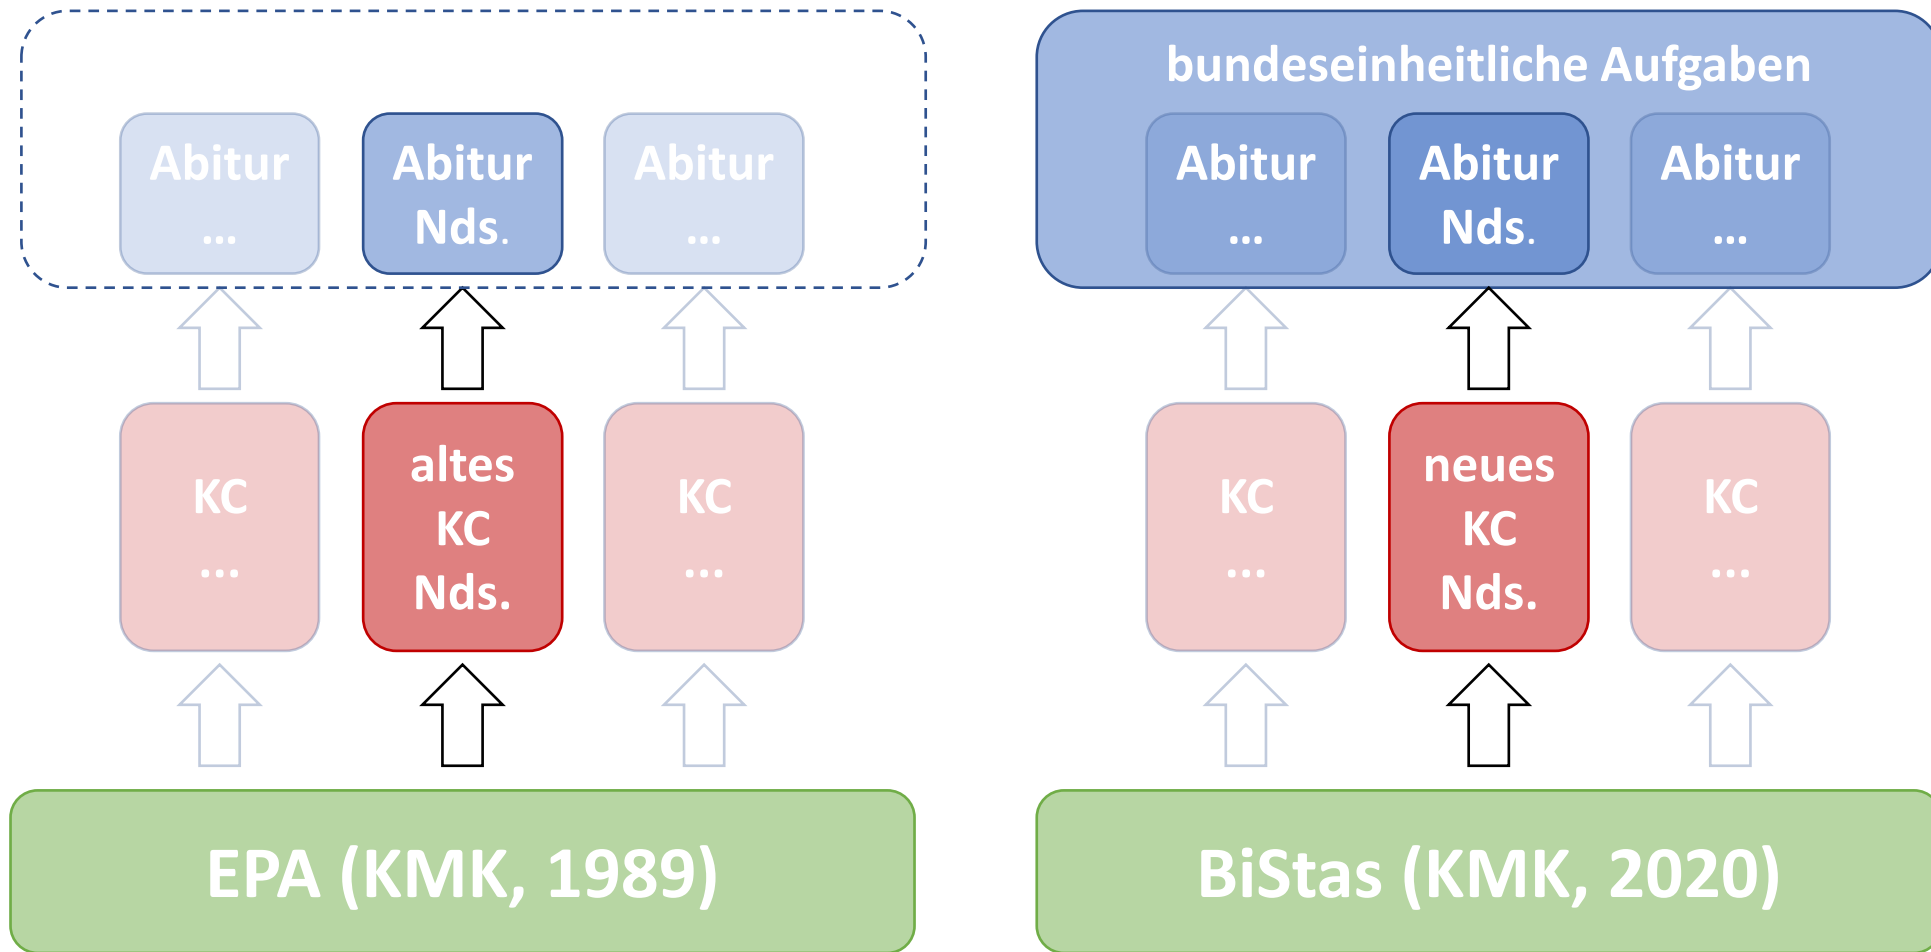 Abitur
...
Abitur
Nds.
Abitur
...
KC
...
altes
KC
Nds.
KC
...
EPA (KMK, 1989)
bundeseinheitliche Aufgaben
Abitur
...
Abitur
Nds.
Abitur
...
KC
...
neues
KC
Nds.
KC
...
BiStas (KMK, 2020)